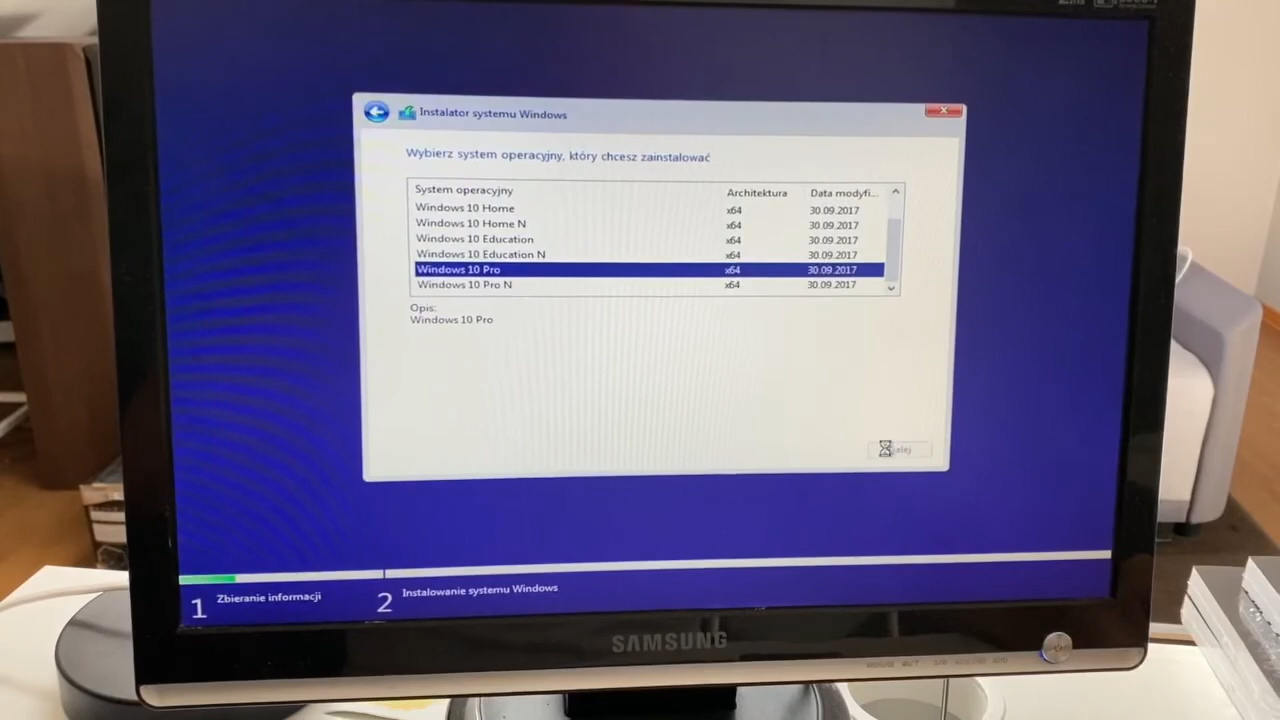 Instalator systemu Windows
Wybierz system operacyjny, który chcesz zainstalować
System operacyjny Architektura Data modyfi...
Windows 10 Home x64 30.09.2017
Windows 10 Home N x64 30.09.2017
Windows 10 Education x64 30.09.2017
Windows 10 Education N x64 30.09.2017
Windows 10 Pro x64 30.09.2017
Windows 10 Pro N x64 30.09.2017
Opis:
Windows 10 Pro
1 Zbieranie informacji
2 Instalowanie systemu Windows
SAMSUNG